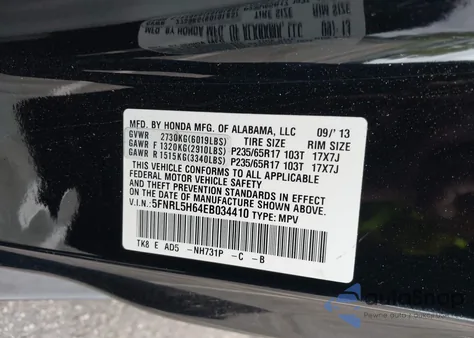 MFD. BY HONDA MFG. OF ALABAMA, LLC 09/'13
GVWR 2730KG(6019LBS) TIRE SIZE RIM SIZE
GAWR F 1320KG(2910LBS) P235/65R17 103T 17X7J
GAWR R 1515KG(3340LBS) P235/65R17 103T 17X7J
THIS VEHICLE CONFORMS TO ALL APPLICABLE
FEDERAL MOTOR VEHICLE SAFETY, BUMPER,
AND THEFT PREVENTION STANDARDS IN EFFECT
ON THE DATE OF MANUFACTURE SHOWN ABOVE.
V.I.N.: 5FNRL5H64EB034410 TYPE: MPV
TK8 E AD5 -NH731P -C -B
Pewne Auto z